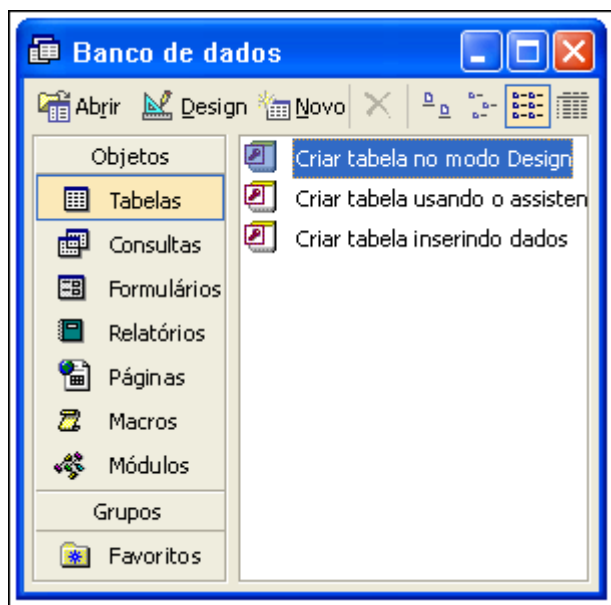 Banco de dados
Abrir Design Novo
Objetos
Tabelas
Consultas
Formulários
Relatórios
Páginas
Macros
Módulos
Grupos
Favoritos
Criar tabela no modo Design
Criar tabela usando o assisten
Criar tabela inserindo dados